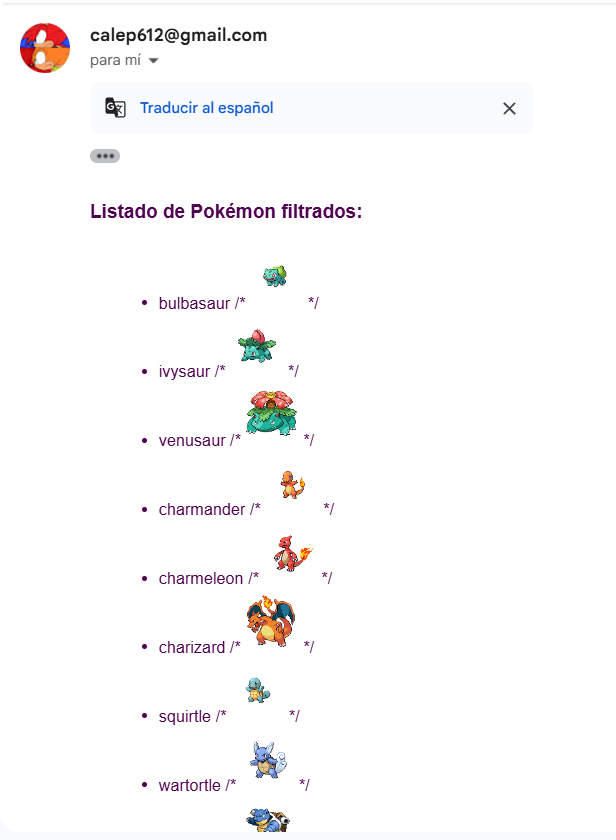 calep612@gmail.com
para mí
Traducir al español
Listado de Pokémon filtrados:
• bulbasaur /* */
• ivysaur /* */
• venusaur /* */
• charmander /* */
• charmeleon /* */
• charizard /* */
• squirtle /* */
• wartortle /* */